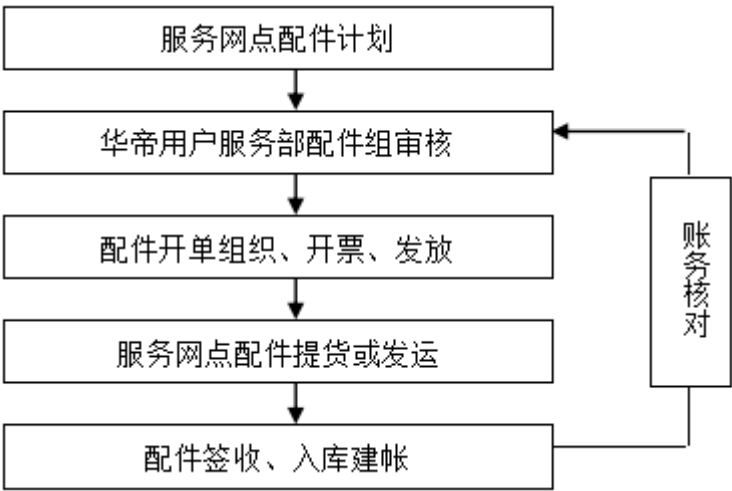 服务网点配件计划
华帝用户服务部配件组审核
配件开单组织、开票、发放
服务网点配件提货或发运
配件签收、入库建帐
账务核对